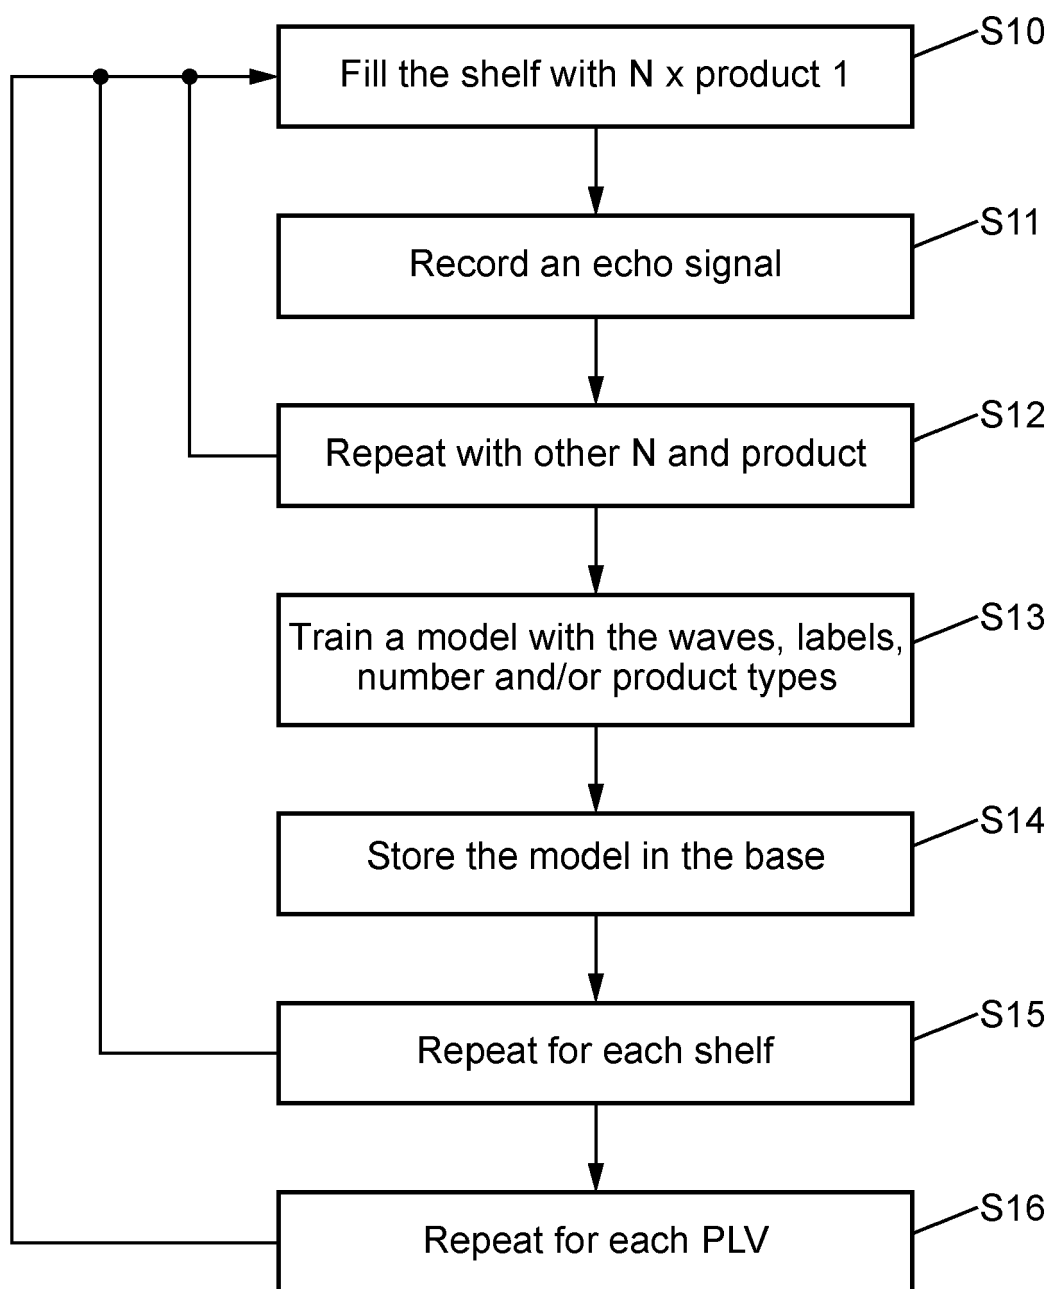 S10
Fill the shelf with N x product 1
S11
Record an echo signal
S12
Repeat with other N and product
S13
Train a model with the waves, labels,
number and/or product types
S14
Store the model in the base
S15
Repeat for each shelf
S16
Repeat for each PLV